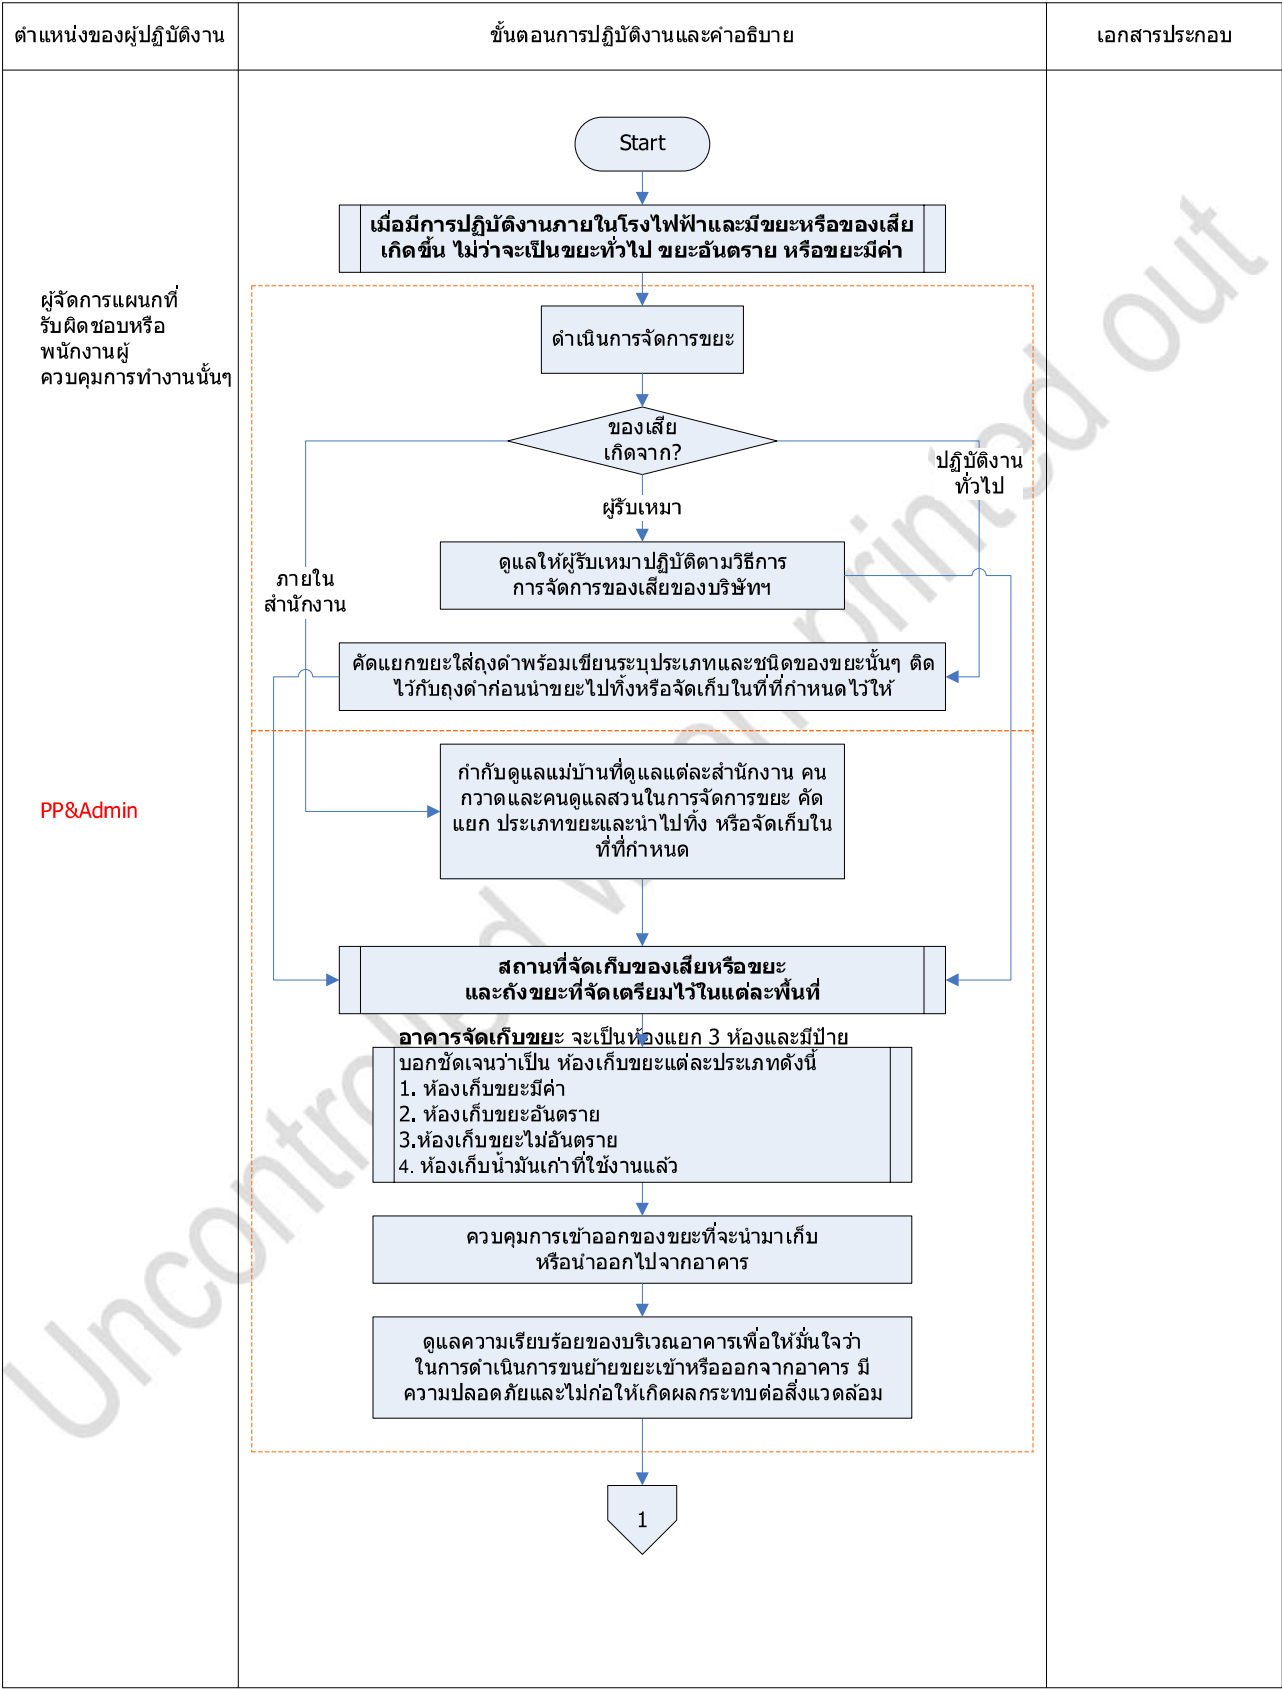 ตำแหน่งของผู้ปฏิบัติงาน
ขั้นตอนการปฏิบัติงานและคำอธิบาย
เอกสารประกอบ
Start
เมื่อมีการปฏิบัติงานภายในโรงไฟฟ้าและมีขยะหรือของเสีย
เกิดขึ้น ไม่ว่าจะเป็นขยะทั่วไป ขยะอันตราย หรือขยะมีค่า
ผู้จัดการแผนกที่
รับผิดชอบหรือ
พนักงานผู้
ควบคุมการทำงานนั้นๆ
ดำเนินการจัดการขยะ
ของเสีย
เกิดจาก?
ปฏิบัติงาน
ทั่วไป
ผู้รับเหมา
ดูแลให้ผู้รับเหมาปฏิบัติตามวิธีการ
การจัดการของเสียของบริษัทฯ
ภายใน
สำนักงาน
คัดแยกขยะใส่ถุงดำพร้อมเขียนระบุประเภทและชนิดของขยะนั้นๆ ติด
ไว้กับถุงดำก่อนนำขยะไปทิ้งหรือจัดเก็บในที่ที่กำหนดไว้ให้
PP&Admin
กำกับดูแลแม่บ้านที่ดูแลแต่ละสำนักงาน คน
กวาดและคนดูแลสวนในการจัดการขยะ คัด
แยก ประเภทขยะและนำไปทิ้ง หรือจัดเก็บใน
ที่ที่กำหนด
สถานที่จัดเก็บของเสียหรือขยะ
และถังขยะที่จัดเตรียมไว้ในแต่ละพื้นที่
อาคารจัดเก็บขยะ จะเป็นห้องแยก 3 ห้องและมีป้าย
บอกชัดเจนว่าเป็น ห้องเก็บขยะแต่ละประเภทดังนี้
1. ห้องเก็บขยะมีค่า
2. ห้องเก็บขยะอันตราย
3.ห้องเก็บขยะไม่อันตราย
4. ห้องเก็บน้ำมันเก่าที่ใช้งานแล้ว
ควบคุมการเข้าออกของขยะที่จะนำมาเก็บ
หรือนำออกไปจากอาคาร
ดูแลความเรียบร้อยของบริเวณอาคารเพื่อให้มั่นใจว่า
ในการดำเนินการขนย้ายขยะเข้าหรือออกจากอาคาร มี
ความปลอดภัยและไม่ก่อให้เกิดผลกระทบต่อสิ่งแวดล้อม
1
Uncontrolled when printed out